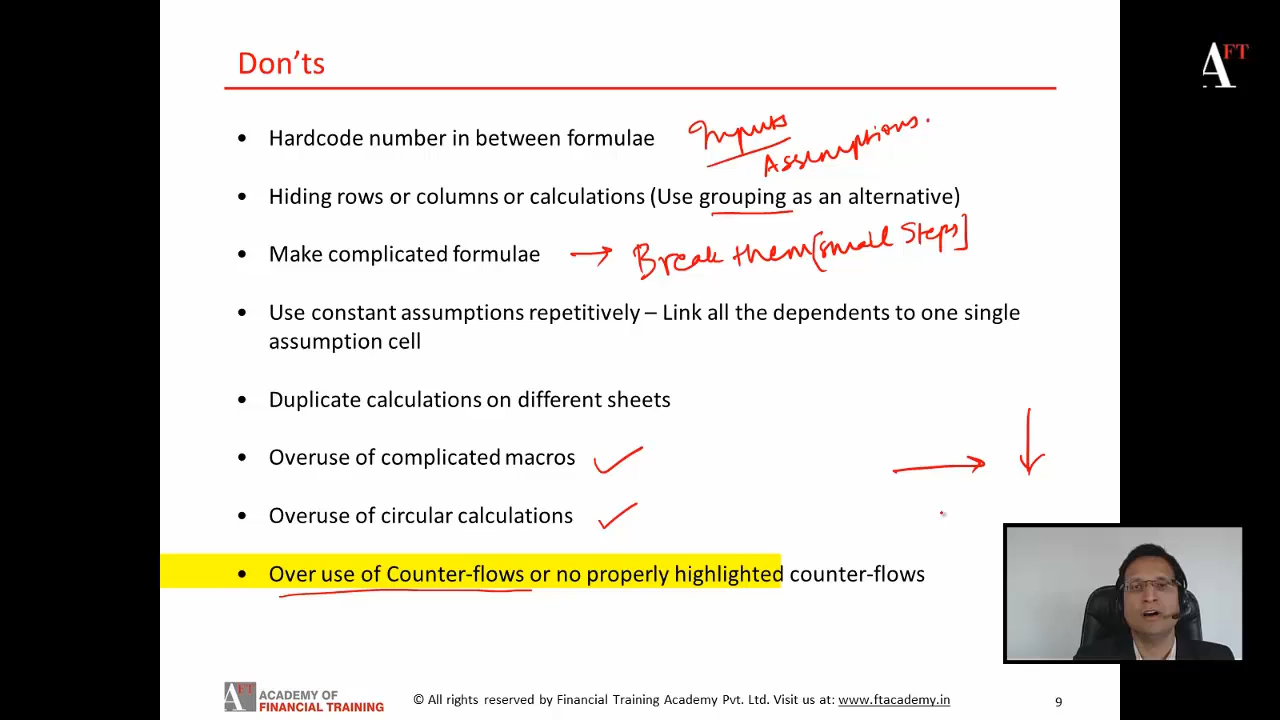 AFT
Don'ts
• Hardcode number in between formulae
Inputs
Assumptions.
• Hiding rows or columns or calculations (Use grouping as an alternative)
• Make complicated formulae
Break them [Small Steps]
• Use constant assumptions repetitively – Link all the dependents to one single
assumption cell
• Duplicate calculations on different sheets
• Overuse of complicated macros
• Overuse of circular calculations
• Over use of Counter-flows or no properly highlighted counter-flows
AFT
ACADEMY OF
FINANCIAL TRAINING
© All rights reserved by Financial Training Academy Pvt. Ltd. Visit us at: www.ftacademy.in
9